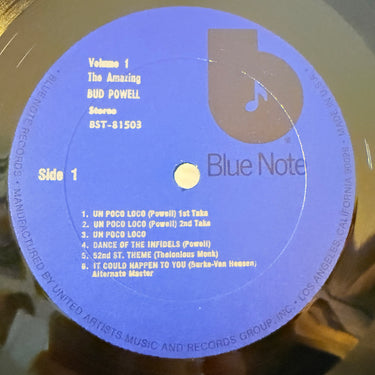 Volume 1
The Amazing
BUD POWELL
Stereo
BST-81503
b
Blue Note
®
Side 1
1. UN POCO LOCO (Powell) 1st Take
2. UN POCO LOCO (Powell) 2nd Take
3. UN POCO LOCO
4. DANCE OF THE INFIDELS (Powell)
5. 52nd ST. THEME (Thelonious Monk)
6. IT COULD HAPPEN TO YOU (Burke-Van Heusen)
Alternate Master
• BLUE NOTE RECORDS • MANUFACTURED BY UNITED ARTISTS MUSIC AND RECORDS GROUP, INC. • LOS ANGELES, CALIFORNIA 90028 • MADE IN U.S.A.